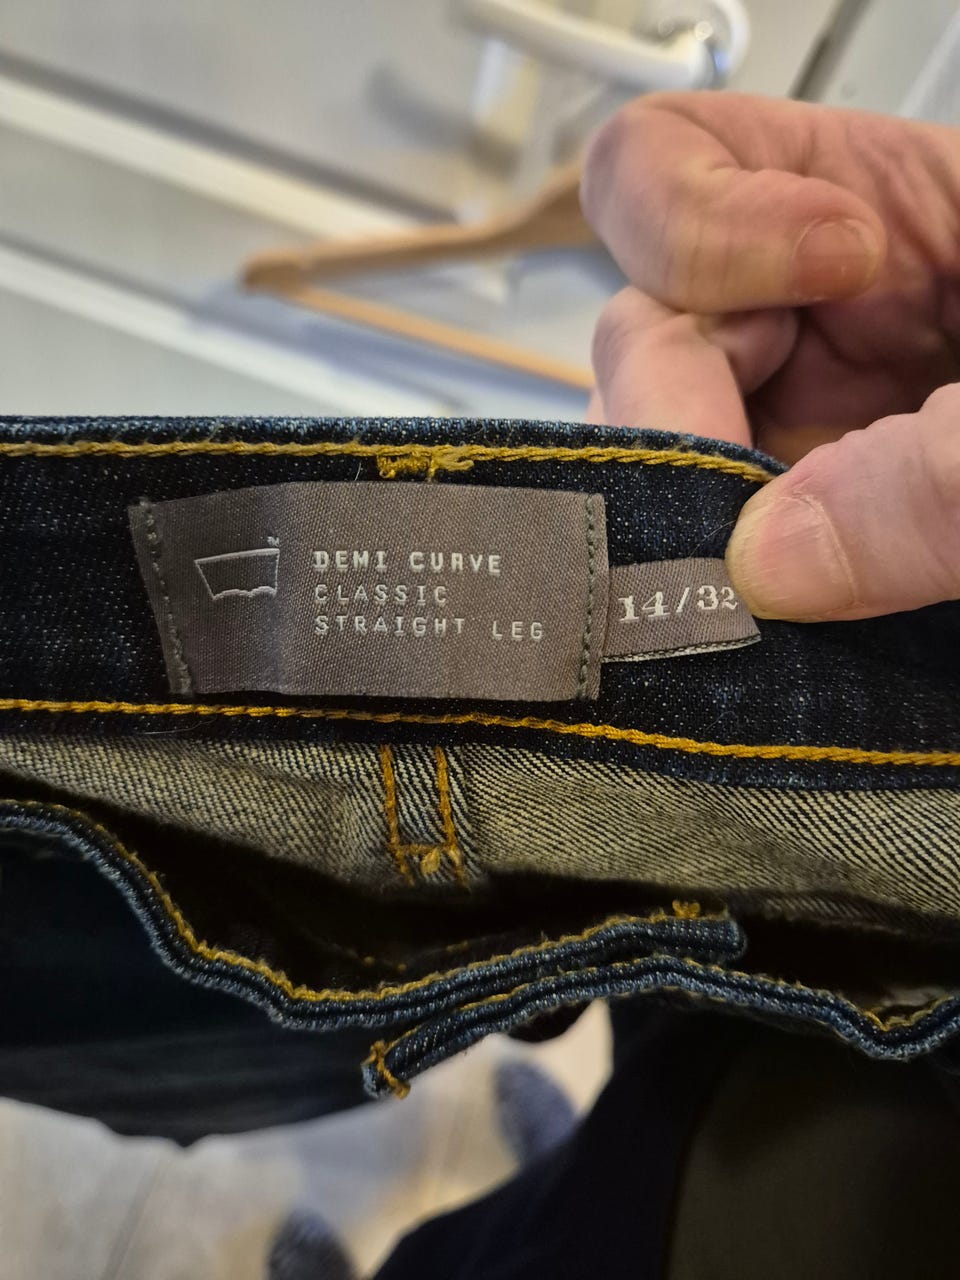 DEMI CURVE
CLASSIC
STRAIGHT LEG
14/32